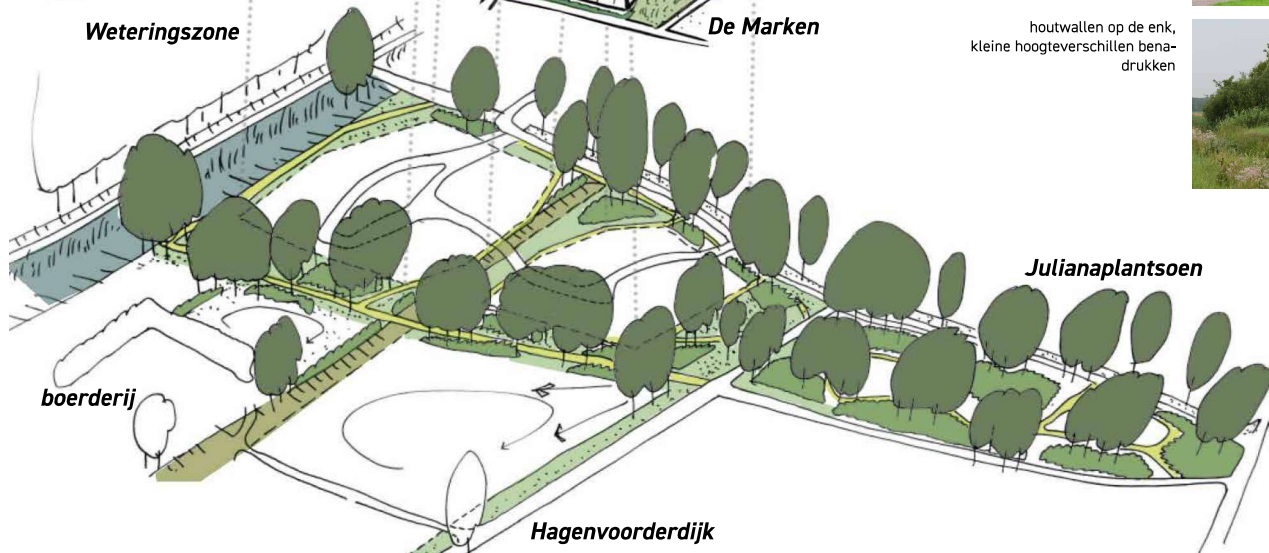 Weteringszone
De Marken
houtwallen op de enk,
kleine hoogteverschillen bena-
drukken
Julianaplantsoen
boerderij
Hagenvoorderdijk